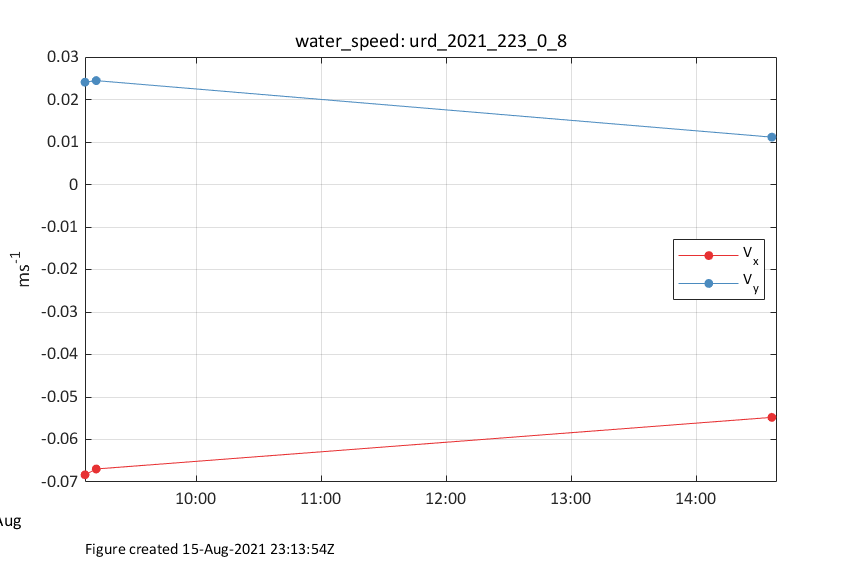 water_speed: urd_2021_223_0_8
0.03
0.02
0.01
0
-0.01
-0.02
-0.03
-0.04
-0.05
-0.06
-0.07
ms-1
Vx
Vy
10:00 11:00 12:00 13:00 14:00
Aug
Figure created 15-Aug-2021 23:13:54Z